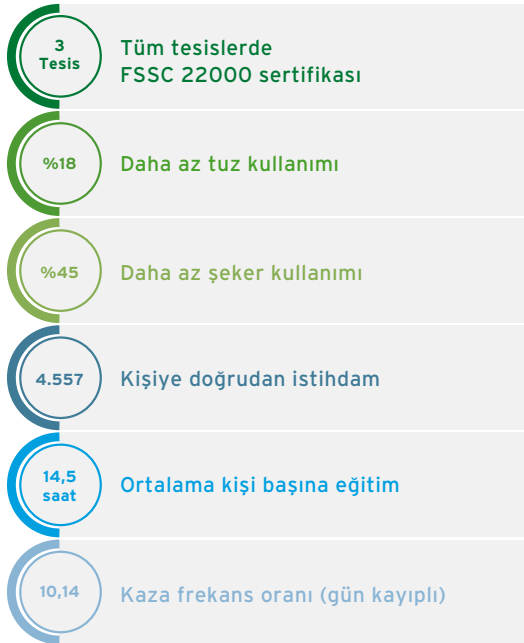 3
Tesis
Tüm tesislerde
FSSC 22000 sertifikası
%18
Daha az tuz kullanımı
%45
Daha az şeker kullanımı
4.557
Kişiye doğrudan istihdam
14,5
saat
Ortalama kişi başına eğitim
10,14
Kaza frekans oranı (gün kayıplı)